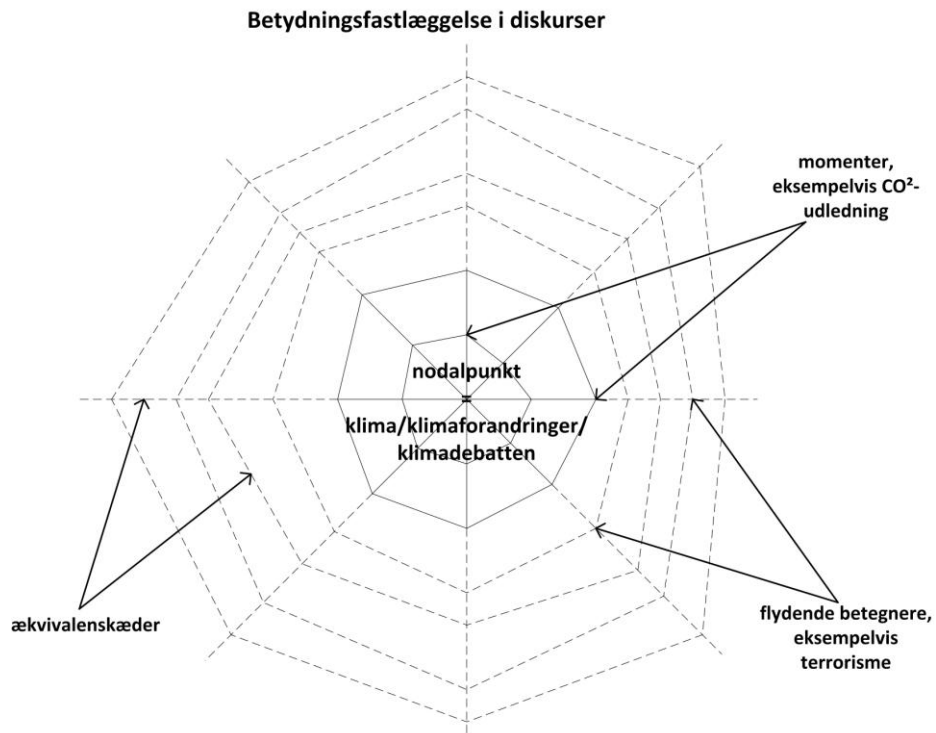 Betydningsfastlæggelse i diskurser
momenter,
eksempelvis CO²-
udledning
nodalpunkt
=
klima/klimaforandringer/
klimadebatten
ækvivalenskæder
flydende betegnere,
eksempelvis
terrorisme